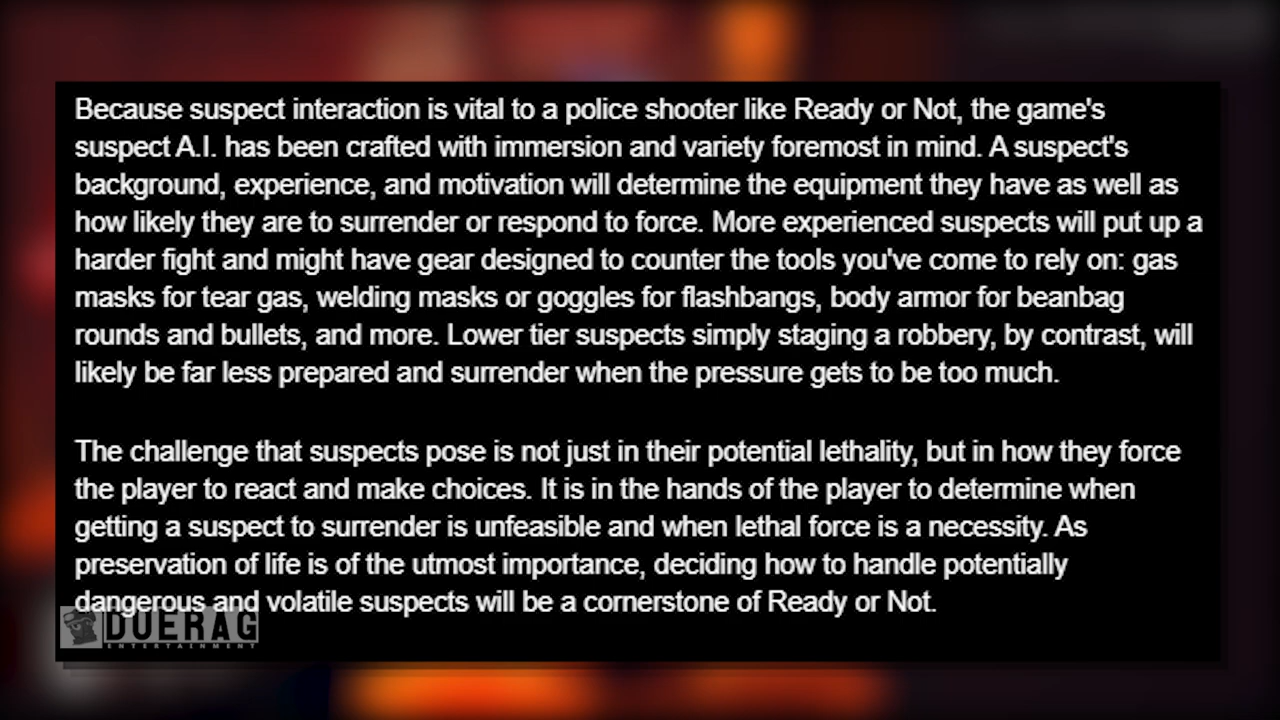 Because suspect interaction is vital to a police shooter like Ready or Not, the game's
suspect A.I. has been crafted with immersion and variety foremost in mind. A suspect's
background, experience, and motivation will determine the equipment they have as well as
how likely they are to surrender or respond to force. More experienced suspects will put up a
harder fight and might have gear designed to counter the tools you've come to rely on: gas
masks for tear gas, welding masks or goggles for flashbangs, body armor for beanbag
rounds and bullets, and more. Lower tier suspects simply staging a robbery, by contrast, will
likely be far less prepared and surrender when the pressure gets to be too much.
The challenge that suspects pose is not just in their potential lethality, but in how they force
the player to react and make choices. It is in the hands of the player to determine when
getting a suspect to surrender is unfeasible and when lethal force is a necessity. As
preservation of life is of the utmost importance, deciding how to handle potentially
dangerous and volatile suspects will be a cornerstone of Ready or Not.
DUERAG
ENTERTAINMENT